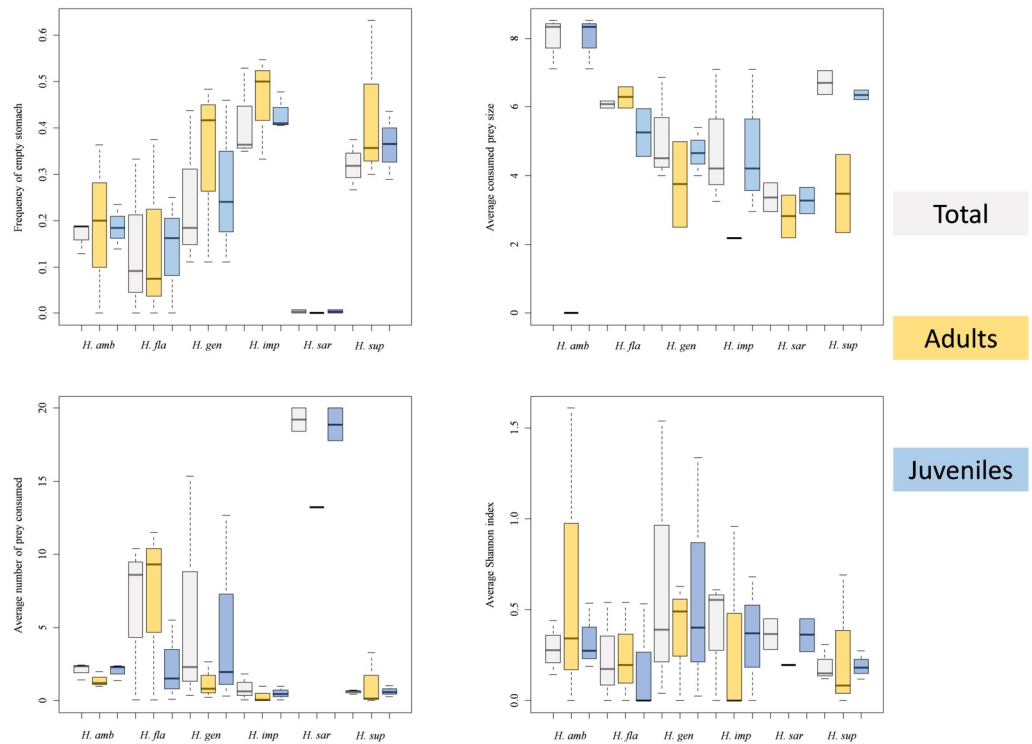 Frequency of empty stomach
0.6
0.5
0.4
0.3
0.2
0.1
0.0
H. amb H. fla H. gen H. imp H. sar H. sup
Average consumed prey size
8
6
4
2
0
H. amb H. fla H. gen H. imp H. sar H. sup
Total
Adults
Juveniles
Average number of prey consumed
20
15
10
5
0
H. amb H. fla H. gen H. imp H. sar H. sup
Average Shannon index
1.5
1.0
0.5
0.0
H. amb H. fla H. gen H. imp H. sar H. sup